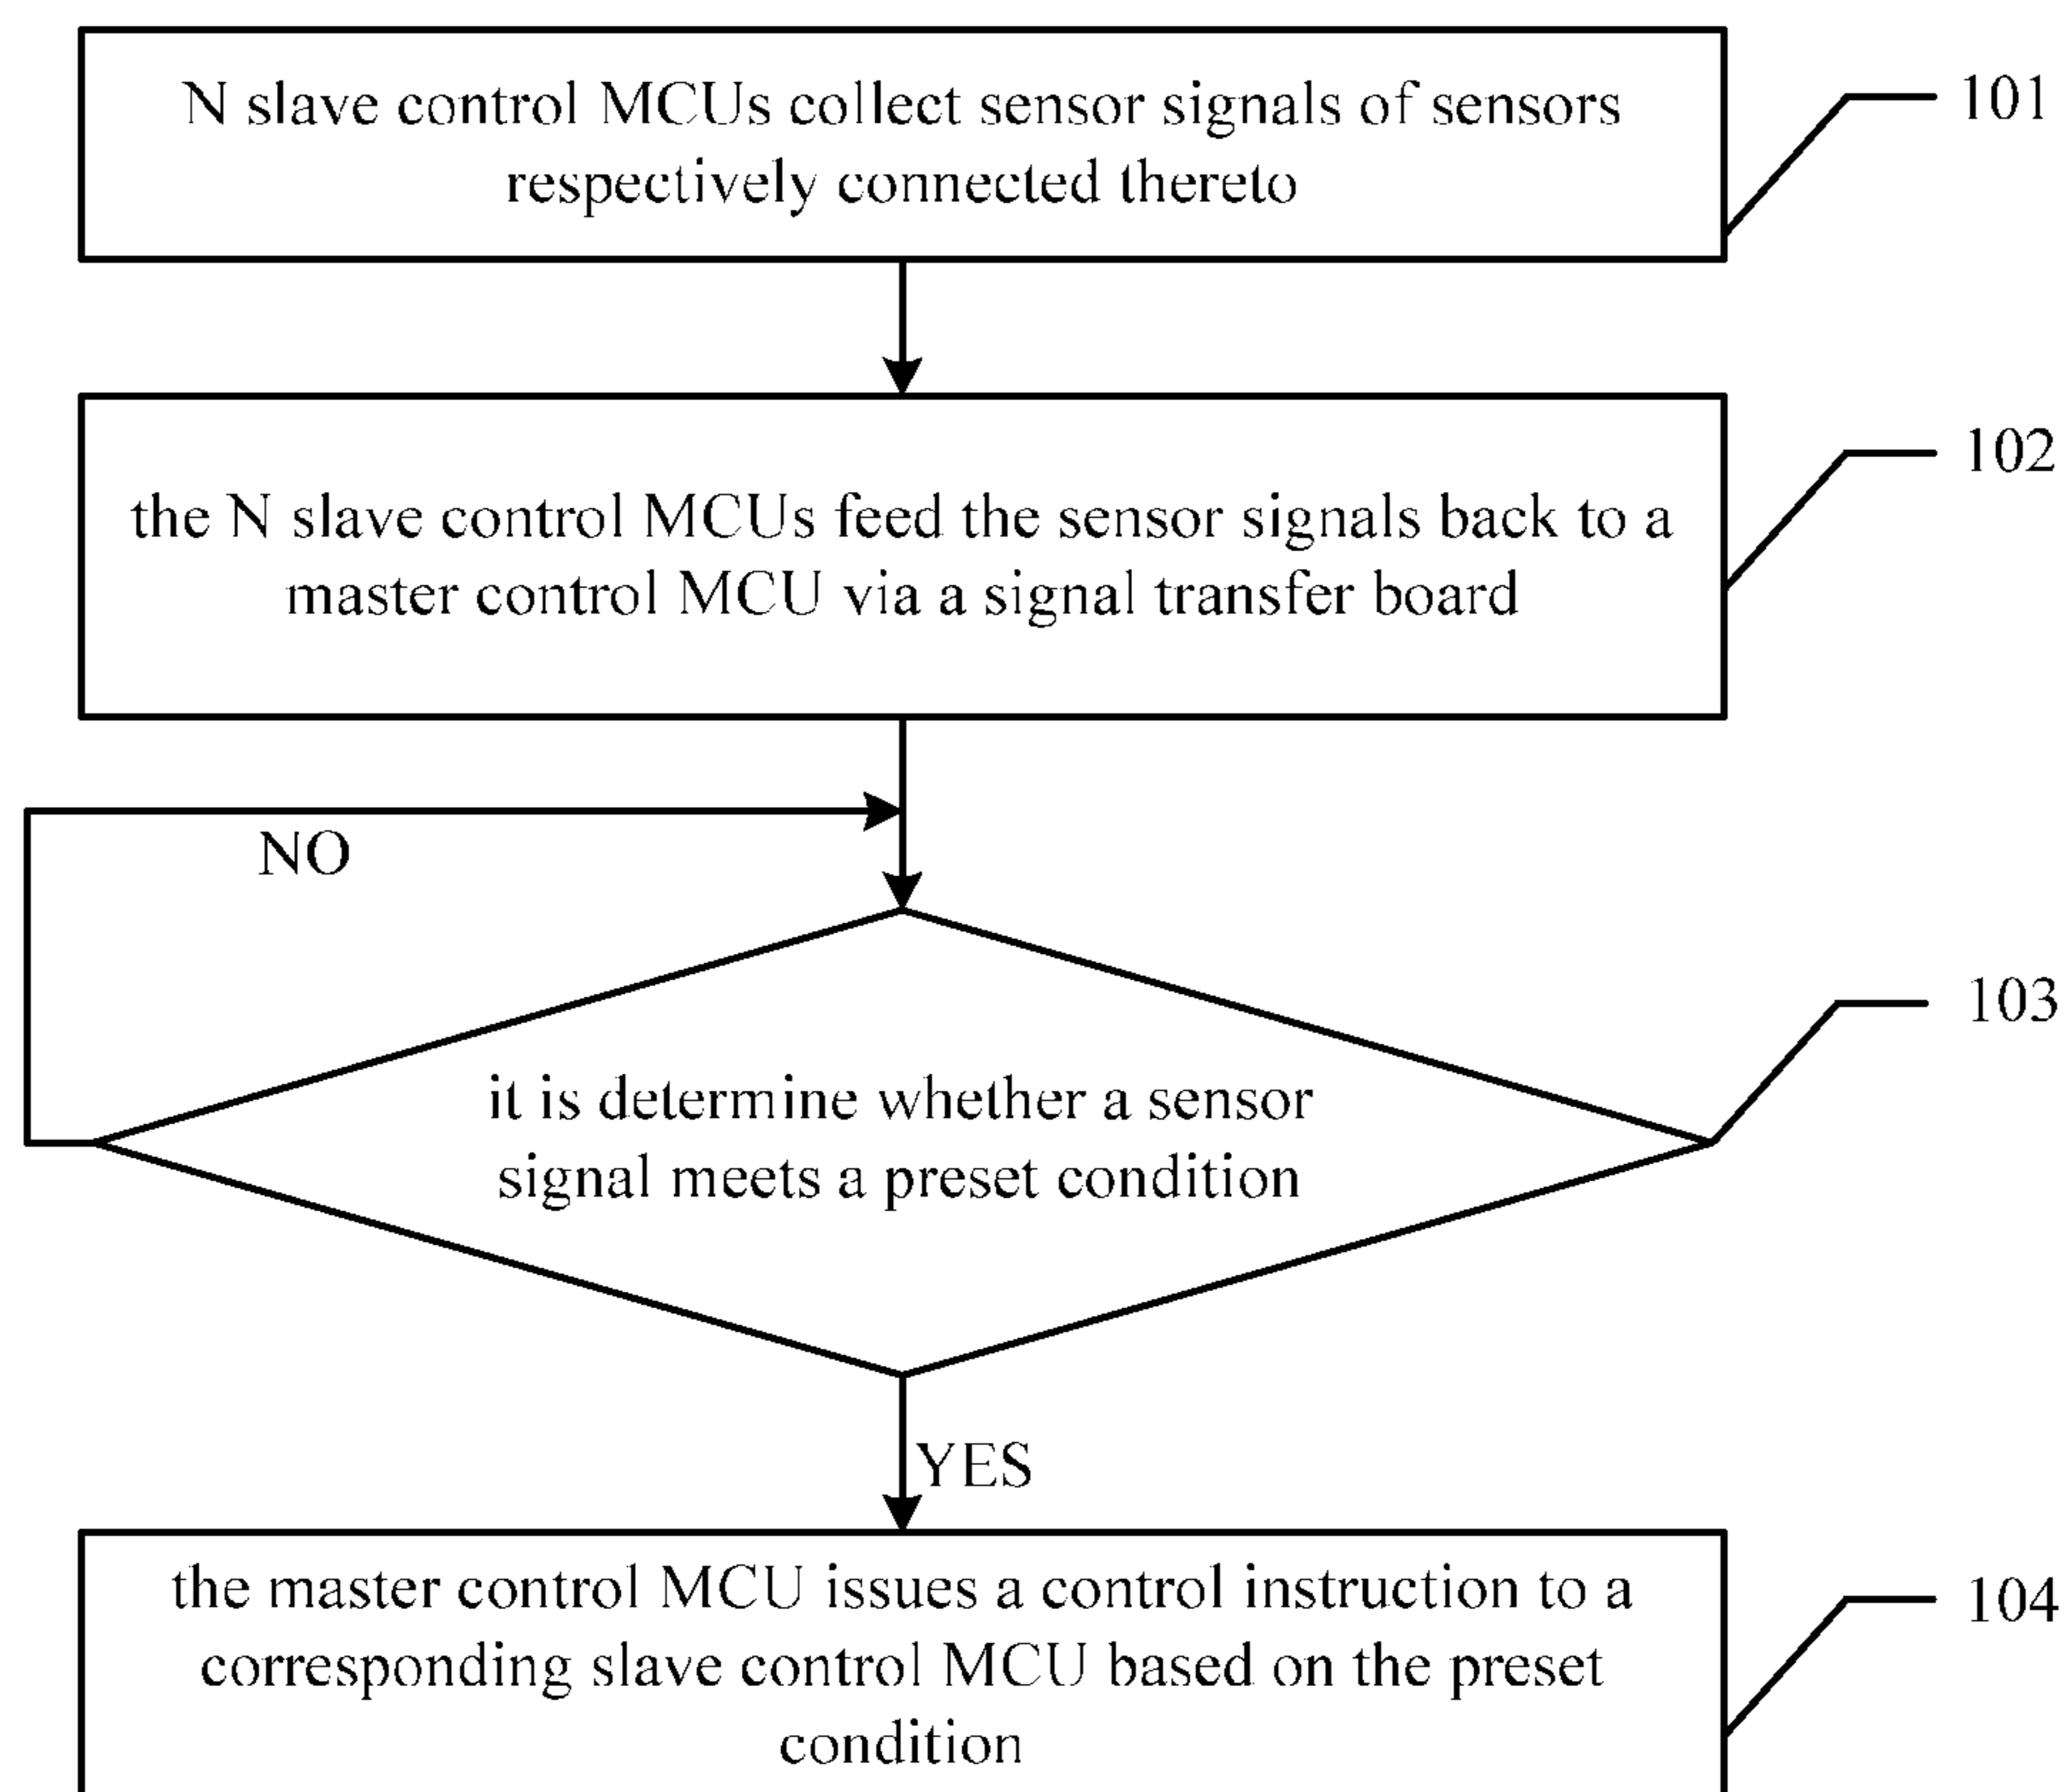 N slave control MCUs collect sensor signals of sensors
respectively connected thereto
101
the N slave control MCUs feed the sensor signals back to a
master control MCU via a signal transfer board
102
NO
it is determine whether a sensor
signal meets a preset condition
103
YES
the master control MCU issues a control instruction to a
corresponding slave control MCU based on the preset
condition
104